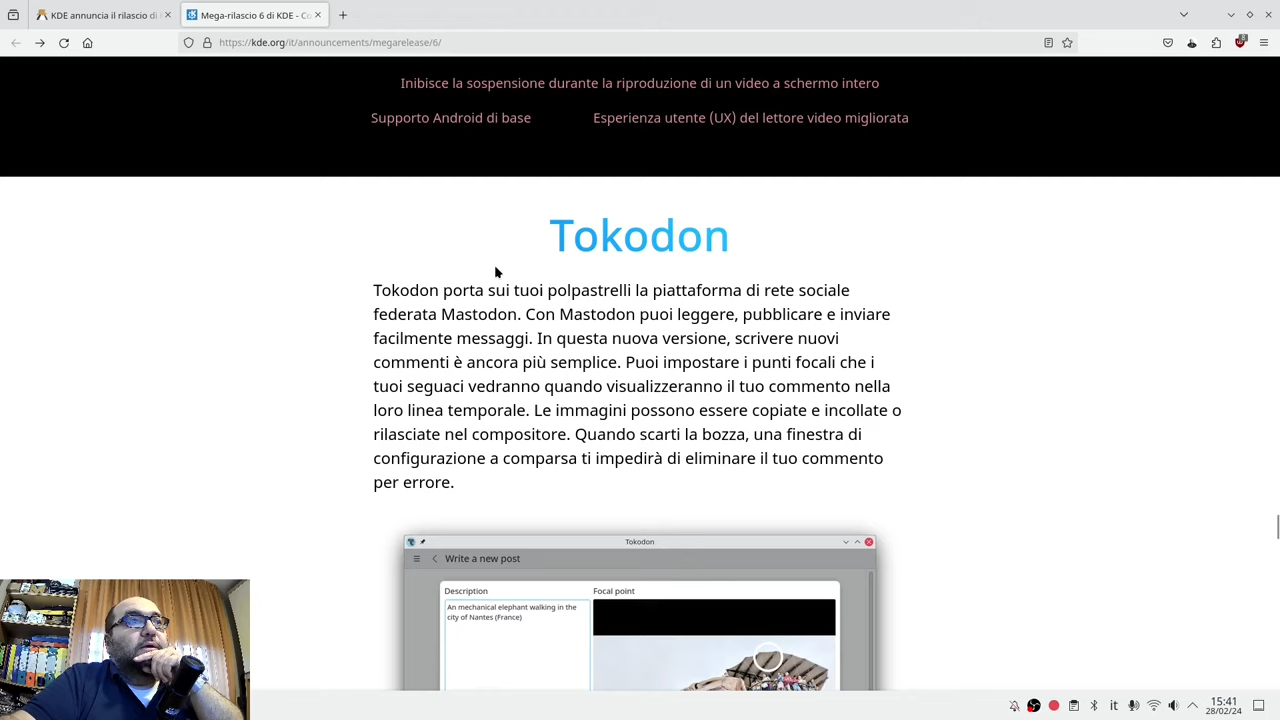 KDE annuncia il rilascio di
Mega-rilascio 6 di KDE - Co
https://kde.org/it/announcements/megarelease/6/
Inibisce la sospensione durante la riproduzione di un video a schermo intero
Supporto Android di base
Esperienza utente (UX) del lettore video migliorata
Tokodon
Tokodon porta sui tuoi polpastrelli la piattaforma di rete sociale
federata Mastodon. Con Mastodon puoi leggere, pubblicare e inviare
facilmente messaggi. In questa nuova versione, scrivere nuovi
commenti è ancora più semplice. Puoi impostare i punti focali che i
tuoi seguaci vedranno quando visualizzeranno il tuo commento nella
loro linea temporale. Le immagini possono essere copiate e incollate o
rilasciate nel compositore. Quando scarti la bozza, una finestra di
configurazione a comparsa ti impedirà di eliminare il tuo commento
per errore.
Tokodon
Write a new post
Description
Focal point
An mechanical elephant walking in the
city of Nantes (France)
it
15:41
28/02/24